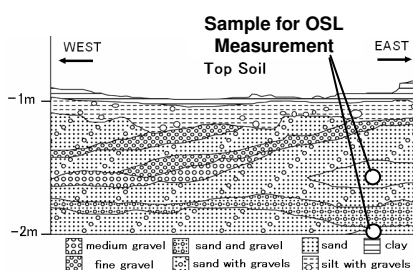 Sample for OSL
Measurement
WEST
EAST
Top Soil
-1m
-2m
medium gravel
sand and gravel
sand
clay
fine gravel
sand with gravels
silt with gravels